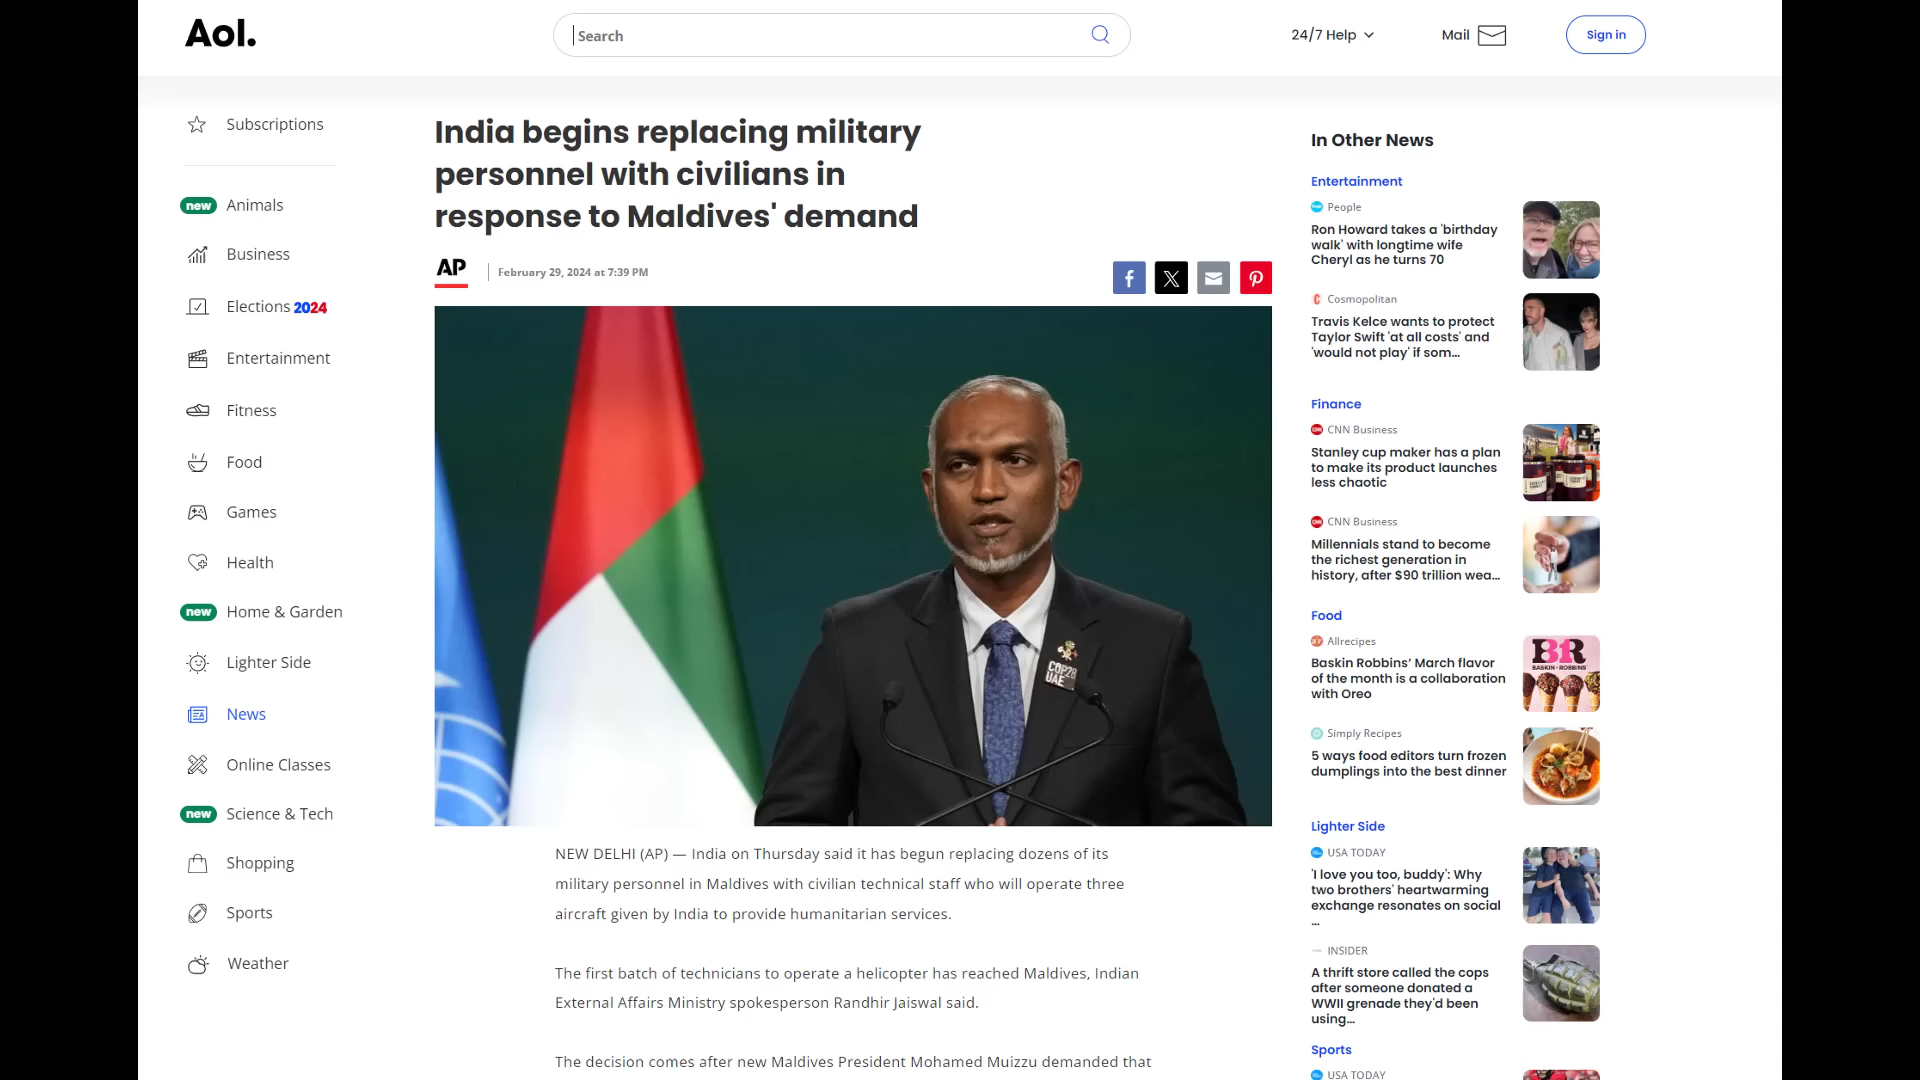 Aol.
Search
24/7 Help
Mail
Sign in
Subscriptions
new Animals
Business
Elections 2024
Entertainment
Fitness
Food
Games
Health
new Home & Garden
Lighter Side
News
Online Classes
new Science & Tech
Shopping
Sports
Weather
India begins replacing military
personnel with civilians in
response to Maldives' demand
AP
February 29, 2024 at 7:39 PM
COP28
UAE
NEW DELHI (AP) — India on Thursday said it has begun replacing dozens of its
military personnel in Maldives with civilian technical staff who will operate three
aircraft given by India to provide humanitarian services.
The first batch of technicians to operate a helicopter has reached Maldives, Indian
External Affairs Ministry spokesperson Randhir Jaiswal said.
The decision comes after new Maldives President Mohamed Muizzu demanded that
In Other News
Entertainment
People
Ron Howard takes a 'birthday
walk' with longtime wife
Cheryl as he turns 70
Cosmopolitan
Travis Kelce wants to protect
Taylor Swift 'at all costs' and
'would not play' if som...
Finance
CNN Business
Stanley cup maker has a plan
to make its product launches
less chaotic
CNN Business
Millennials stand to become
the richest generation in
history, after $90 trillion wea...
Food
Allrecipes
Baskin Robbins’ March flavor
of the month is a collaboration
with Oreo
BR
BASKIN ROBBINS
Simply Recipes
5 ways food editors turn frozen
dumplings into the best dinner
Lighter Side
USA TODAY
'I love you too, buddy': Why
two brothers' heartwarming
exchange resonates on social
...
INSIDER
A thrift store called the cops
after someone donated a
WWII grenade they'd been
using...
Sports
USA TODAY